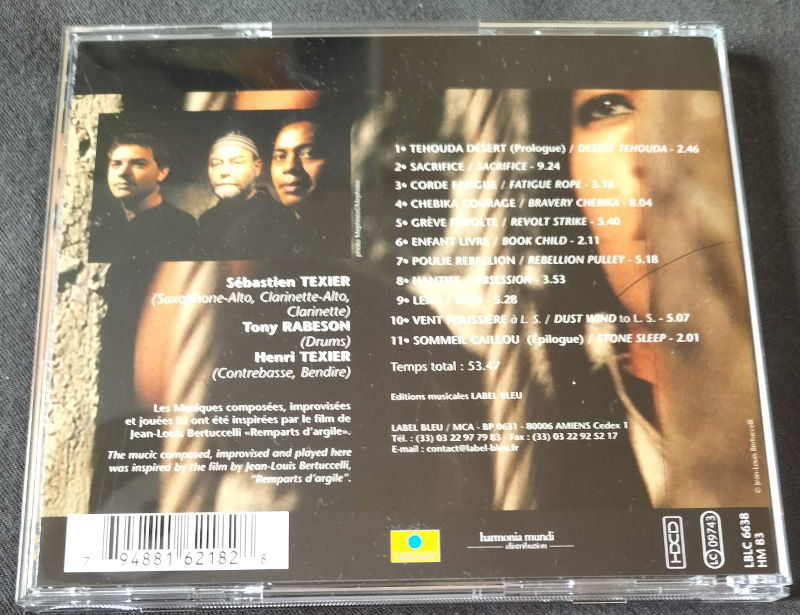 1• TEHOUDA DÉSERT (Prologue) / DESERT TEHOUDA - 2.46
2• SACRIFICE / SACRIFICE - 9.24
3• CORDE FATIGUE / FATIGUE ROPE - 3.16
4• CHEBIKA COURAGE / BRAVERY CHEBIKA - 8.04
5• GRÈVE RÉVOLTE / REVOLT STRIKE - 5.40
6• ENFANT LIVRE / BOOK CHILD - 2.11
7• POULIE REBELLION / REBELLION PULLEY - 5.18
8• HANTISE / OBSESSION - 3.53
9• 5.28
10• VENT POUSSIÈRE à L. S. / DUST WIND to L. S. - 5.07
11• SOMMEIL CAILLOU (Épilogue) / STONE SLEEP - 2.01
Temps total : 53.47
Editions musicales LABEL BLEU
LABEL BLEU / MCA - BP 0631 - 80006 AMIENS Cedex 1
Tél. : (33) 03 22 97 79 83 - Fax : (33) 03 22 92 52 17
E-mail : contact@label-bleu.fr
photo
Sébastien TEXIER
(Saxophone-Alto, Clarinette-Alto,
Clarinette)
Tony RABESON
(Drums)
Henri TEXIER
(Contrebasse, Bendire)
Les Musiques composées, improvisées
et jouées ici ont été inspirées par le film de
Jean-Louis Bertuccelli «Remparts d'argile».
The music composed, improvised and played here
was inspired by the film by Jean-Louis Bertuccelli,
"Remparts d'argile".
© Jean-Louis Bertuccelli
7 94881 62182 8
harmonia mundi
distribution
HDCD
LC 09743
LBLC 6638
HM 83